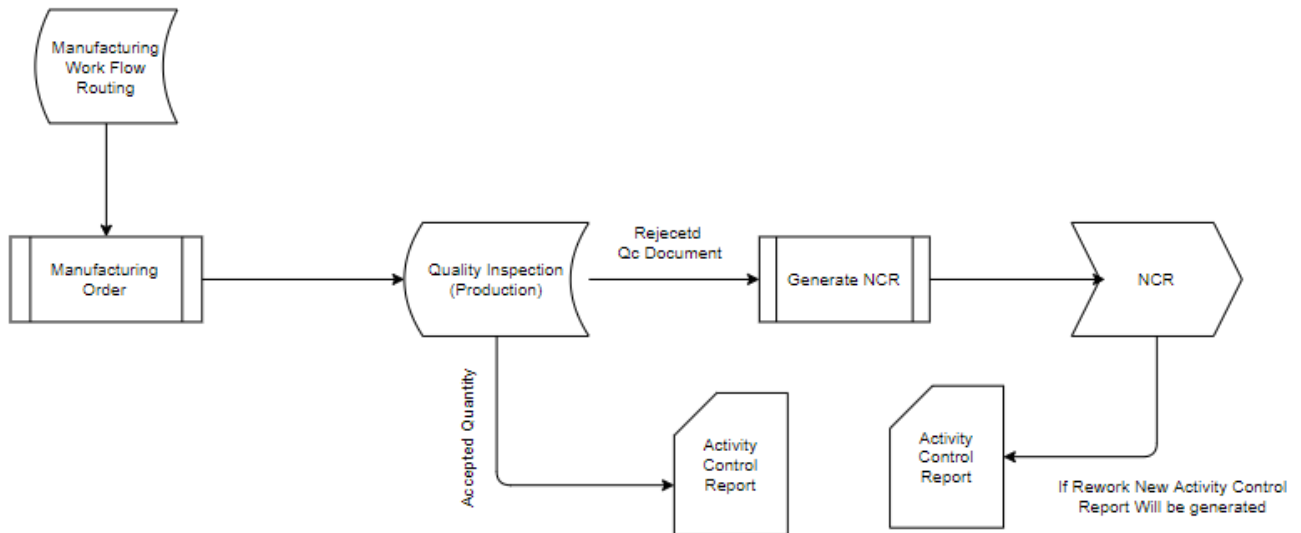 Manufacturing
Work Flow
Routing
Manufacturing
Order
Quality Inspection
(Production)
Rejecetd
Qc Document
Generate NCR
NCR
Accepted Quantity
Activity
Control
Report
Activity
Control
Report
If Rework New Activity Control
Report Will be generated